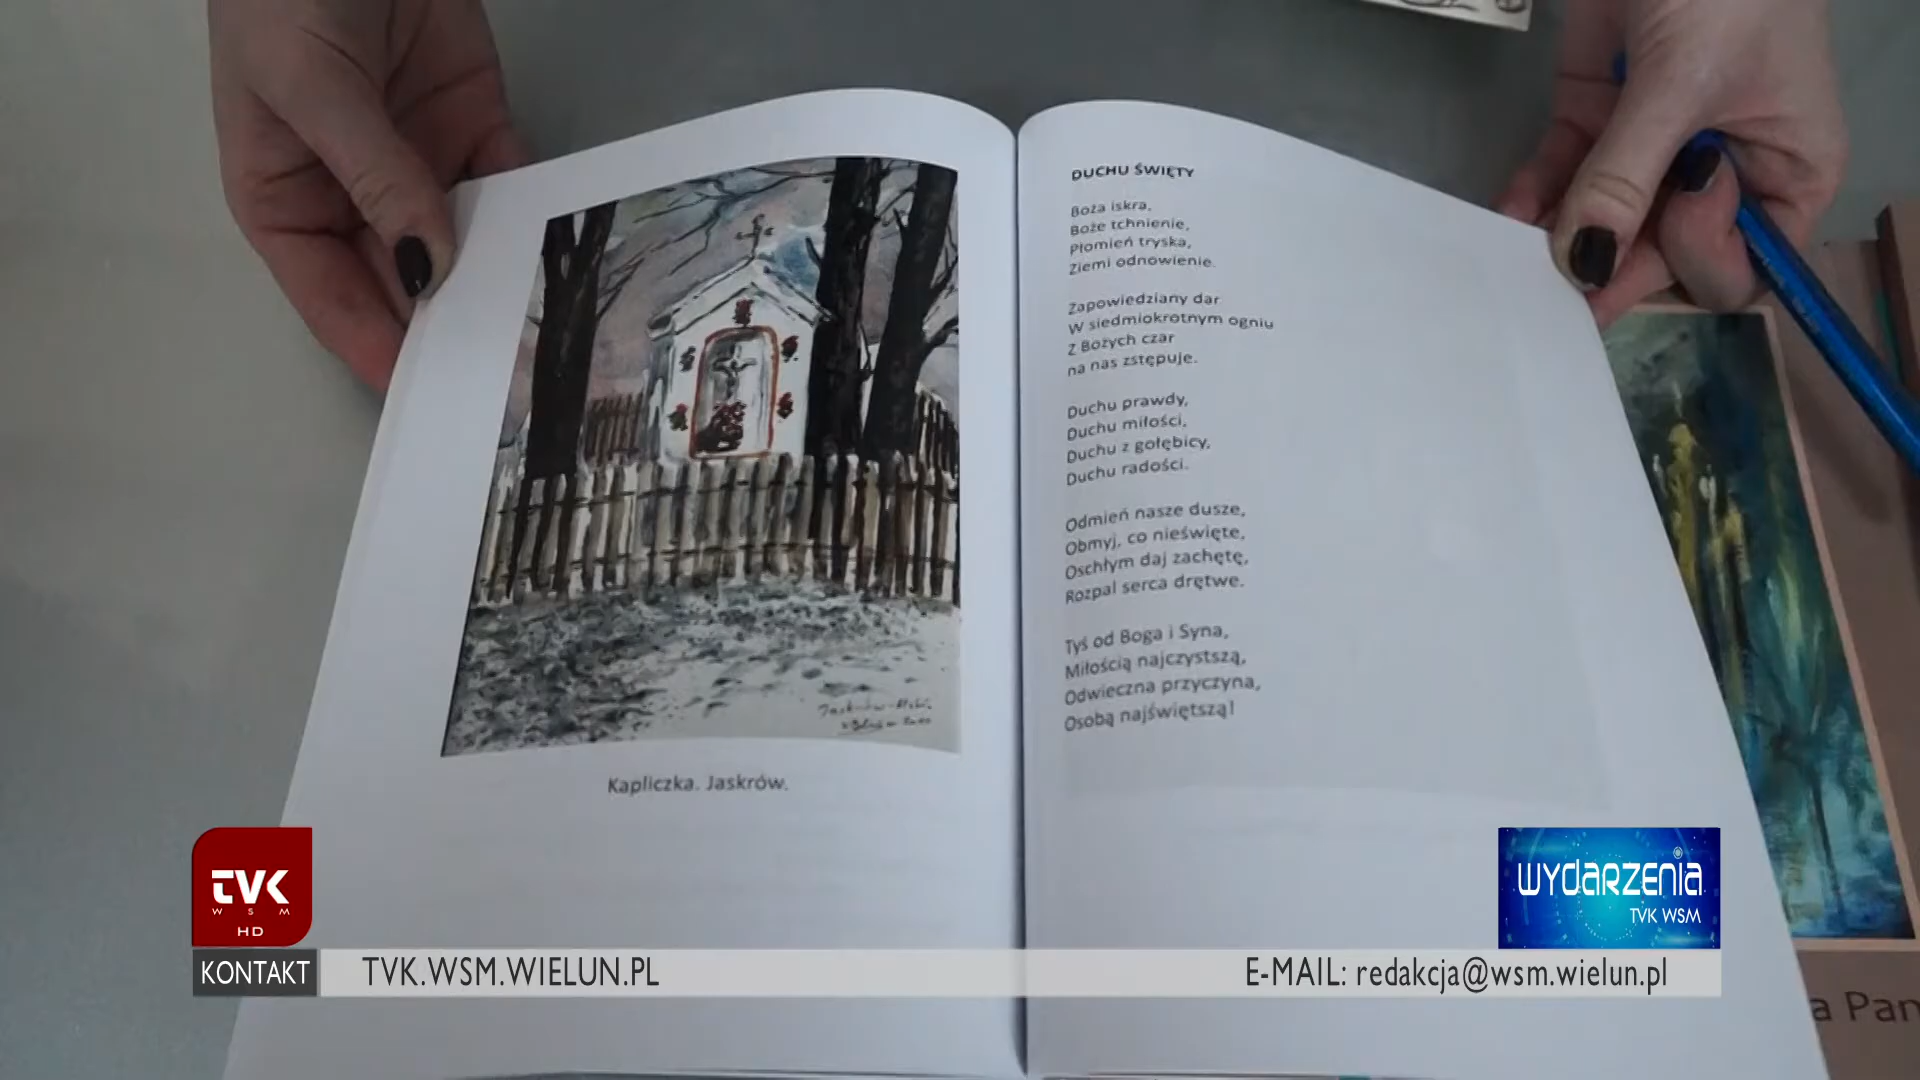 DUCHU ŚWIĘTY
Boża iskra,
Boże tchnienie,
Płomień tryska,
Ziemi odnowienie.
Zapowiedziany dar
W siedmiokrotnym ogniu
Z Bożych czar
na nas zstępuje.
Duchu prawdy,
Duchu miłości,
Duchu z gołębicy,
Duchu radości.
Odmień nasze dusze,
Obmyj, co nieświęte,
Oschłym daj zachętę,
Rozpal serca drętwe.
Tyś od Boga i Syna,
Miłością najczystszą,
Odwieczna przyczyna,
Osobą najświętszą!
Kapliczka. Jaskrów.
TVK
WSM
HD
WYDARZENIA
TVK WSM
KONTAKT
TVK.WSM.WIELUN.PL
E-MAIL: redakcja@wsm.wielun.pl
a Pan